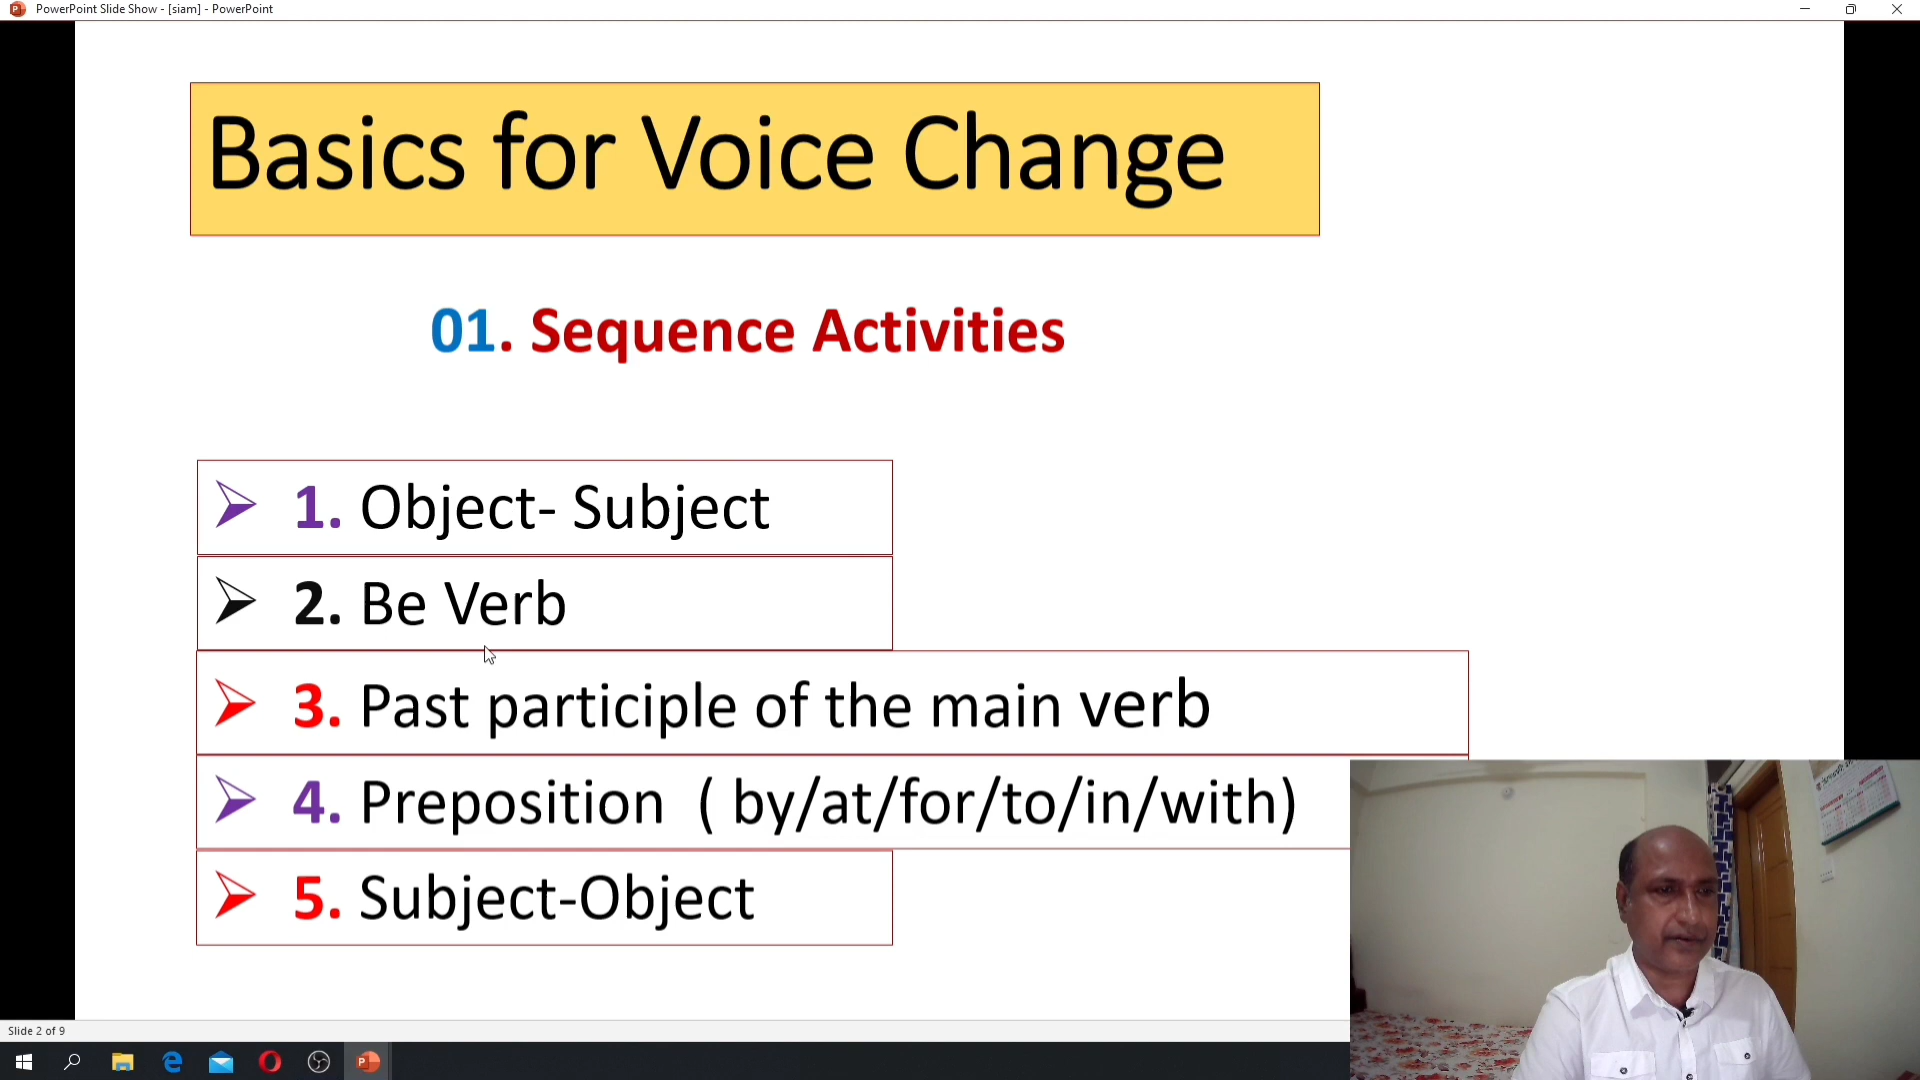 PowerPoint Slide Show - [siam] - PowerPoint
Basics for Voice Change
01. Sequence Activities
1. Object- Subject
2. Be Verb
3. Past participle of the main verb
4. Preposition ( by/at/for/to/in/with)
5. Subject-Object
Slide 2 of 9